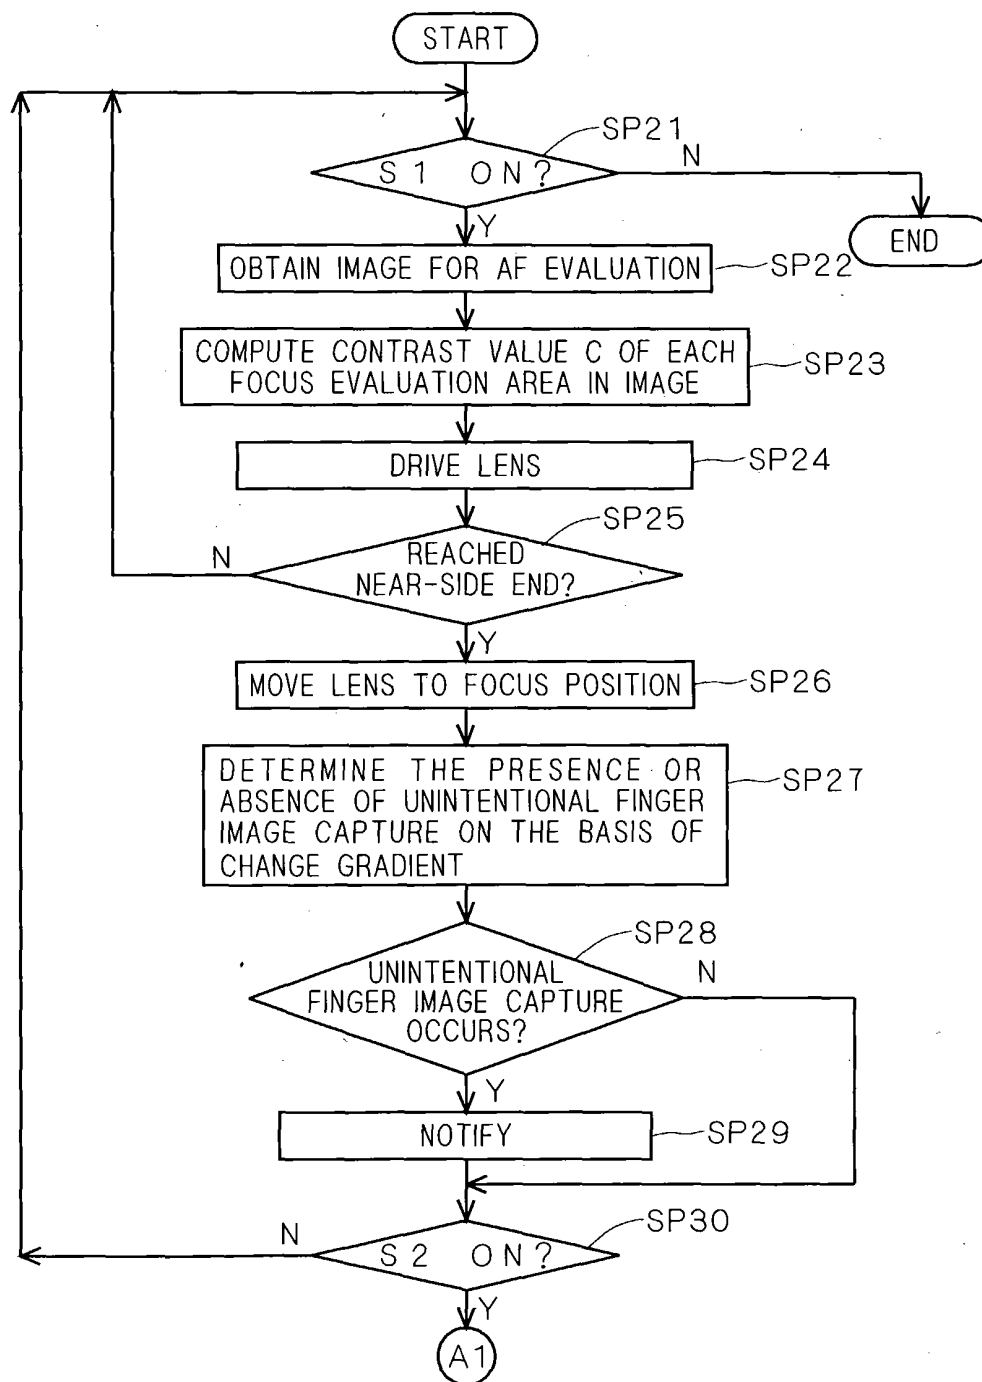 START
SP21
S1 ON?
N
Y
END
OBTAIN IMAGE FOR AF EVALUATION
SP22
COMPUTE CONTRAST VALUE C OF EACH
FOCUS EVALUATION AREA IN IMAGE
SP23
DRIVE LENS
SP24
SP25
N
REACHED
NEAR-SIDE END?
Y
MOVE LENS TO FOCUS POSITION
SP26
DETERMINE THE PRESENCE OR
ABSENCE OF UNINTENTIONAL FINGER
IMAGE CAPTURE ON THE BASIS OF
CHANGE GRADIENT
SP27
SP28
UNINTENTIONAL
FINGER IMAGE CAPTURE
OCCURS?
N
Y
NOTIFY
SP29
SP30
N
S2 ON?
Y
A1